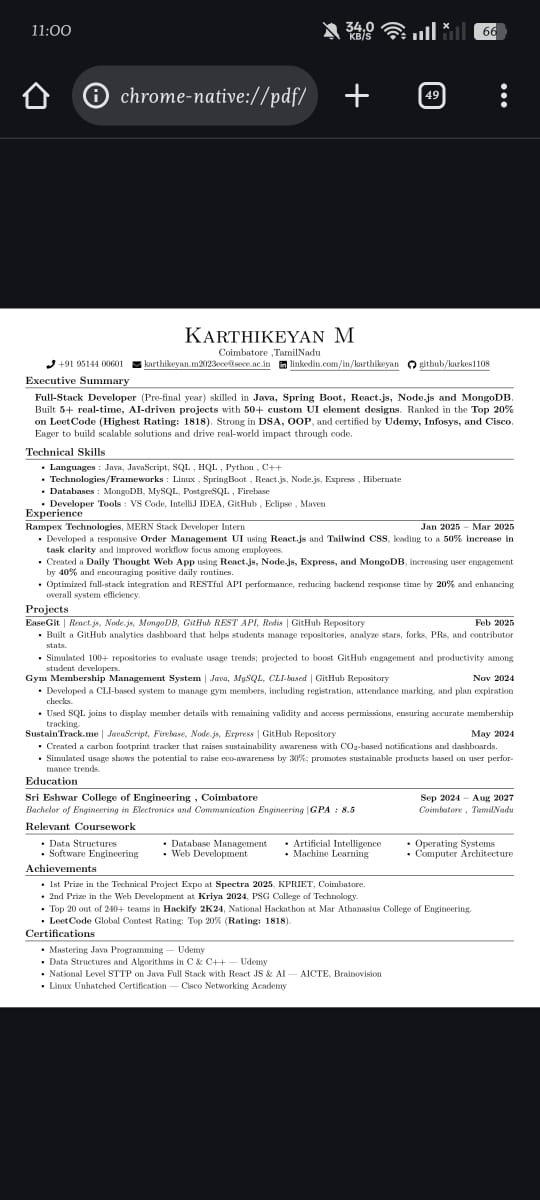 11:00
34.0 KB/S
66
chrome-native://pdf/
49
KARTHIKEYAN M
Coimbatore ,TamilNadu
+91 95144 00601 karthikeyan.m2023ece@sece.ac.in linkedin.com/in/karthikeyan github/karkes1108
Executive Summary
Full-Stack Developer (Pre-final year) skilled in Java, Spring Boot, React.js, Node.js and MongoDB.
Built 5+ real-time, AI-driven projects with 50+ custom UI element designs. Ranked in the Top 20%
on LeetCode (Highest Rating: 1818). Strong in DSA, OOP, and certified by Udemy, Infosys, and Cisco.
Eager to build scalable solutions and drive real-world impact through code.
Technical Skills
• Languages : Java, JavaScript, SQL , HQL , Python , C++
• Technologies/Frameworks : Linux , SpringBoot , React.js, Node.js, Express , Hibernate
• Databases : MongoDB, MySQL, PostgreSQL , Firebase
• Developer Tools : VS Code, IntelliJ IDEA, GitHub , Eclipse , Maven
Experience
Rampex Technologies, MERN Stack Developer Intern Jan 2025 – Mar 2025
• Developed a responsive Order Management UI using React.js and Tailwind CSS, leading to a 50% increase in
task clarity and improved workflow focus among employees.
• Created a Daily Thought Web App using React.js, Node.js, Express, and MongoDB, increasing user engagement
by 40% and encouraging positive daily routines.
• Optimized full-stack integration and RESTful API performance, reducing backend response time by 20% and enhancing
overall system efficiency.
Projects
EaseGit | React.js, Node.js, MongoDB, GitHub REST API, Redis | GitHub Repository Feb 2025
• Built a GitHub analytics dashboard that helps students manage repositories, analyze stars, forks, PRs, and contributor
stats.
• Simulated 100+ repositories to evaluate usage trends; projected to boost GitHub engagement and productivity among
student developers.
Gym Membership Management System | Java, MySQL, CLI-based | GitHub Repository Nov 2024
• Developed a CLI-based system to manage gym members, including registration, attendance marking, and plan expiration
checks.
• Used SQL joins to display member details with remaining validity and access permissions, ensuring accurate membership
tracking.
SustainTrack.me | JavaScript, Firebase, Node.js, Express | GitHub Repository May 2024
• Created a carbon footprint tracker that raises sustainability awareness with CO₂-based notifications and dashboards.
• Simulated usage shows the potential to raise eco-awareness by 30%; promotes sustainable products based on user perfor-
mance trends.
Education
Sri Eshwar College of Engineering , Coimbatore Sep 2024 – Aug 2027
Bachelor of Engineering in Electronics and Communication Engineering |GPA : 8.5 Coimbatore , TamilNadu
Relevant Coursework
• Data Structures • Database Management • Artificial Intelligence • Operating Systems
• Software Engineering • Web Development • Machine Learning • Computer Architecture
Achievements
• 1st Prize in the Technical Project Expo at Spectra 2025, KPRIET, Coimbatore.
• 2nd Prize in the Web Development at Kriya 2024, PSG College of Technology.
• Top 20 out of 240+ teams in Hackify 2K24, National Hackathon at Mar Athanasius College of Engineering.
• LeetCode Global Contest Rating: Top 20% (Rating: 1818).
Certifications
• Mastering Java Programming — Udemy
• Data Structures and Algorithms in C & C++ — Udemy
• National Level STTP on Java Full Stack with React JS & AI — AICTE, Brainovision
• Linux Unhatched Certification — Cisco Networking Academy